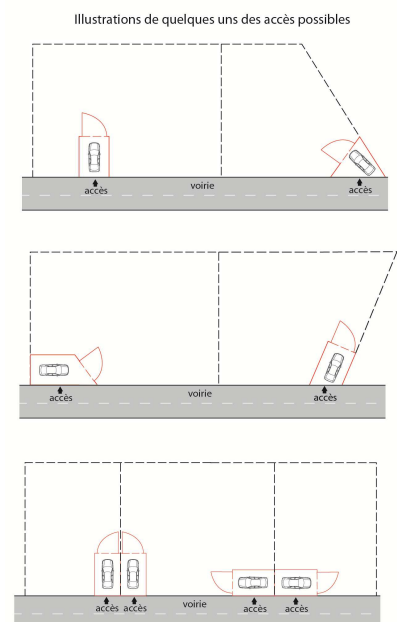 Illustrations de quelques uns des accès possibles
accès voirie accès
accès voirie accès
accès accès voirie accès accès